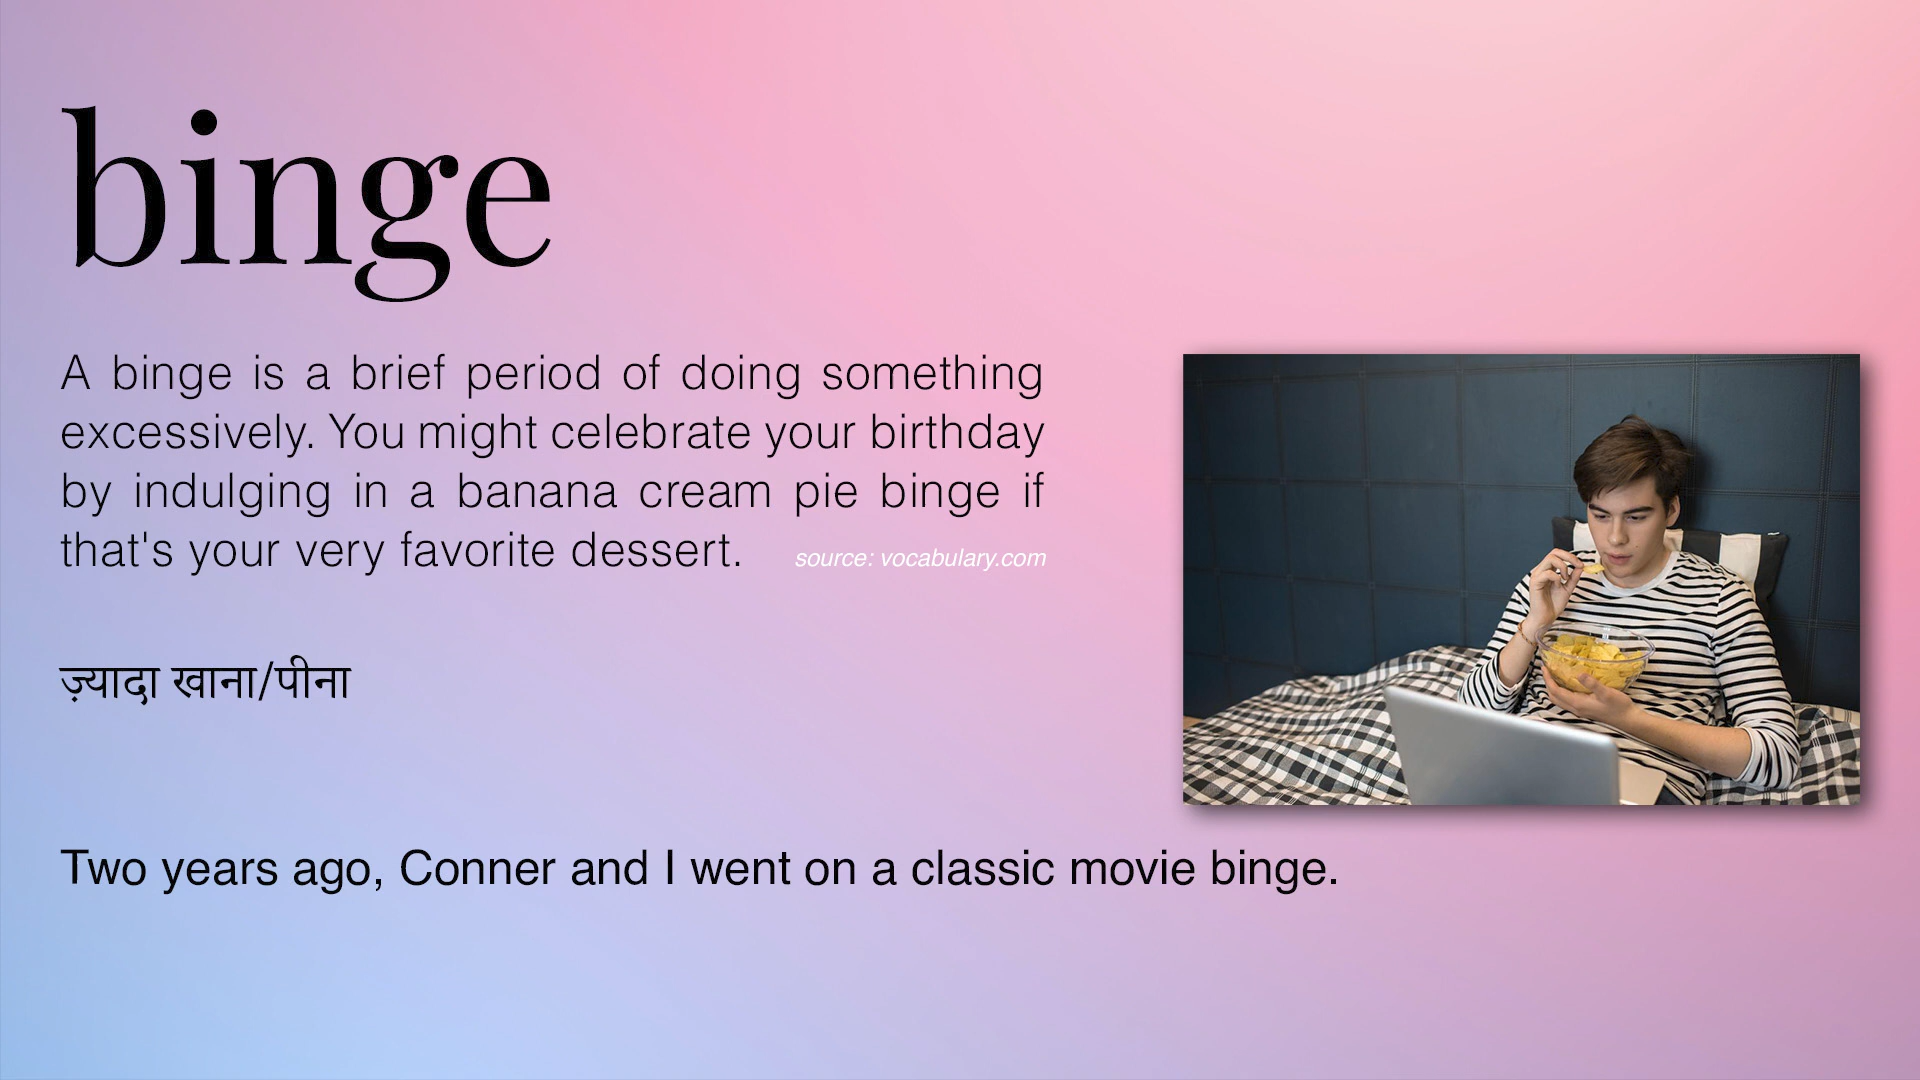 binge
A binge is a brief period of doing something
excessively. You might celebrate your birthday
by indulging in a banana cream pie binge if
that's your very favorite dessert. source: vocabulary.com
ज़्यादा खाना/पीना
Two years ago, Conner and I went on a classic movie binge.